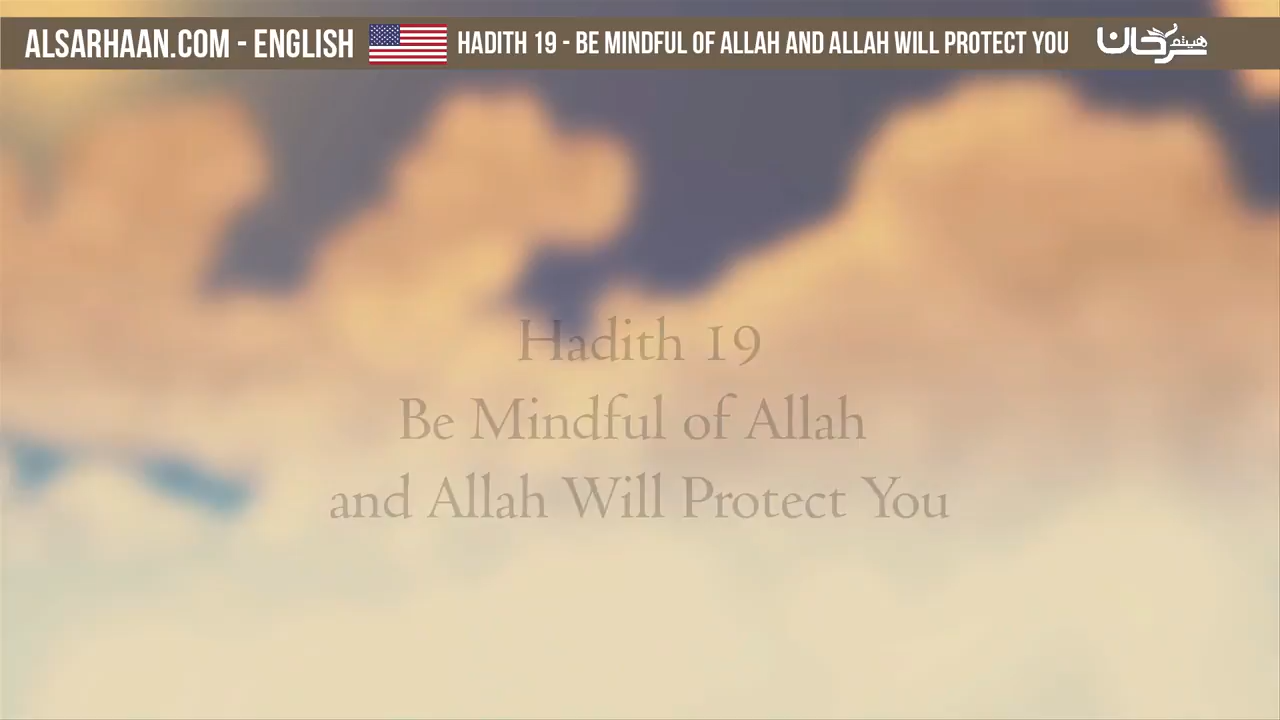 ALSARHAAN.COM - ENGLISH HADITH 19 - BE MINDFUL OF ALLAH AND ALLAH WILL PROTECT YOU هيثم سرحان
Hadith 19
Be Mindful of Allah
and Allah Will Protect You